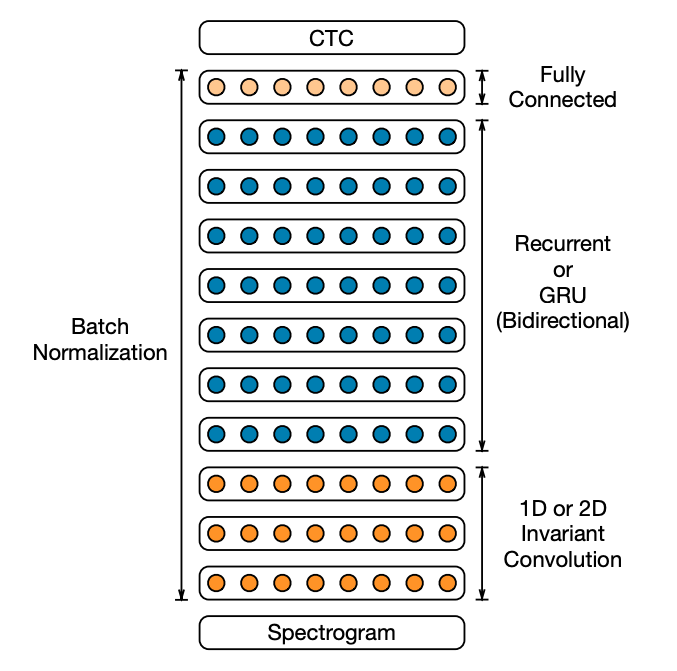 CTC
Fully
Connected
Recurrent
or
GRU
(Bidirectional)
Batch
Normalization
1D or 2D
Invariant
Convolution
Spectrogram